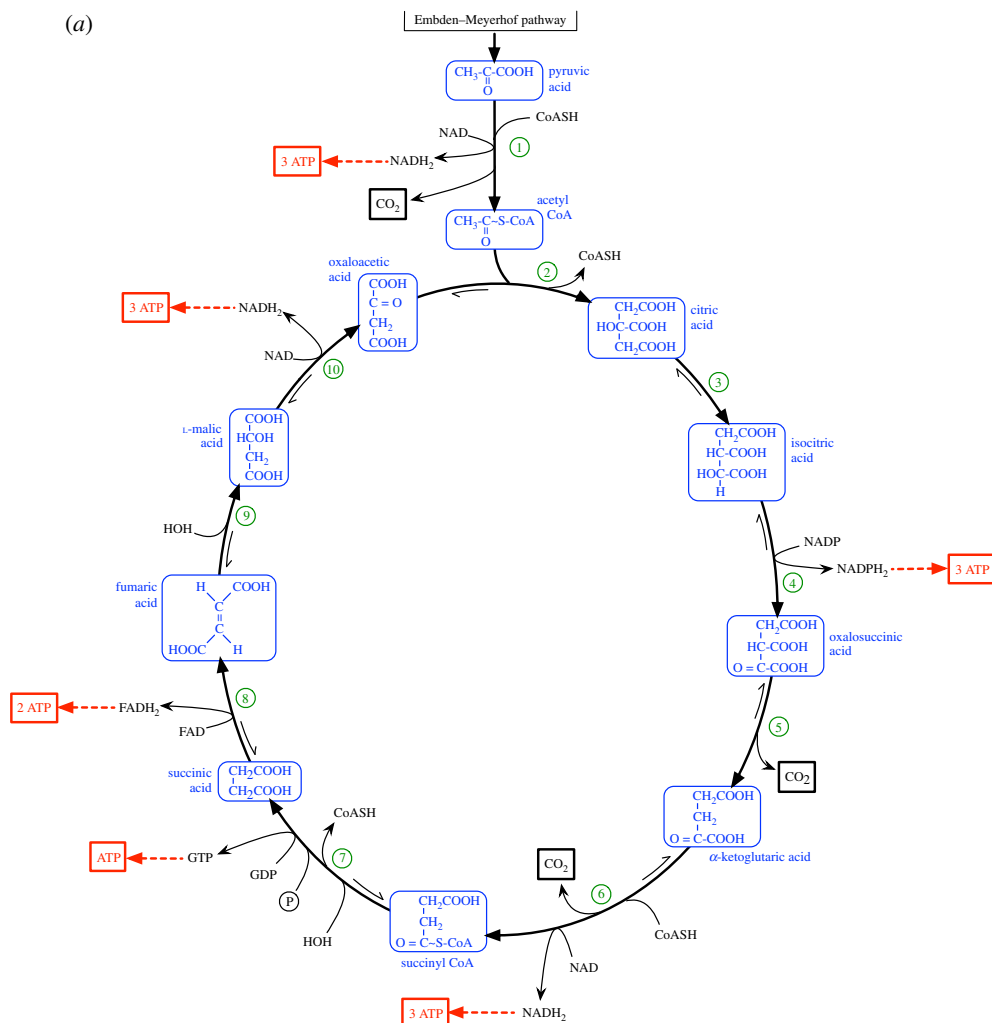 (a)
Embden–Meyerhof pathway
CH3-C-COOH
O
pyruvic
acid
CoASH
NAD
1
3 ATP
NADH2
CO2
acetyl
CoA
CH3-C~S-CoA
O
oxaloacetic
acid
COOH
C = O
CH2
COOH
2
CoASH
citric
acid
CH2COOH
HOC-COOH
CH2COOH
3 ATP
NADH2
NAD
10
3
L-malic
acid
COOH
HCOH
CH2
COOH
isocitric
acid
CH2COOH
HC-COOH
HOC-COOH
H
HOH
9
NADP
NADPH2
3 ATP
4
fumaric
acid
H
COOH
C
C
HOOC
H
oxalosuccinic
acid
CH2COOH
HC-COOH
O = C-COOH
2 ATP
FADH2
FAD
8
5
CO2
succinic
acid
CH2COOH
CH2COOH
CH2COOH
CH2
O = C-COOH
α-ketoglutaric acid
CoASH
ATP
GTP
GDP
P
7
HOH
CO2
6
CoASH
CH2COOH
CH2
O = C~S-CoA
succinyl CoA
NAD
3 ATP
NADH2